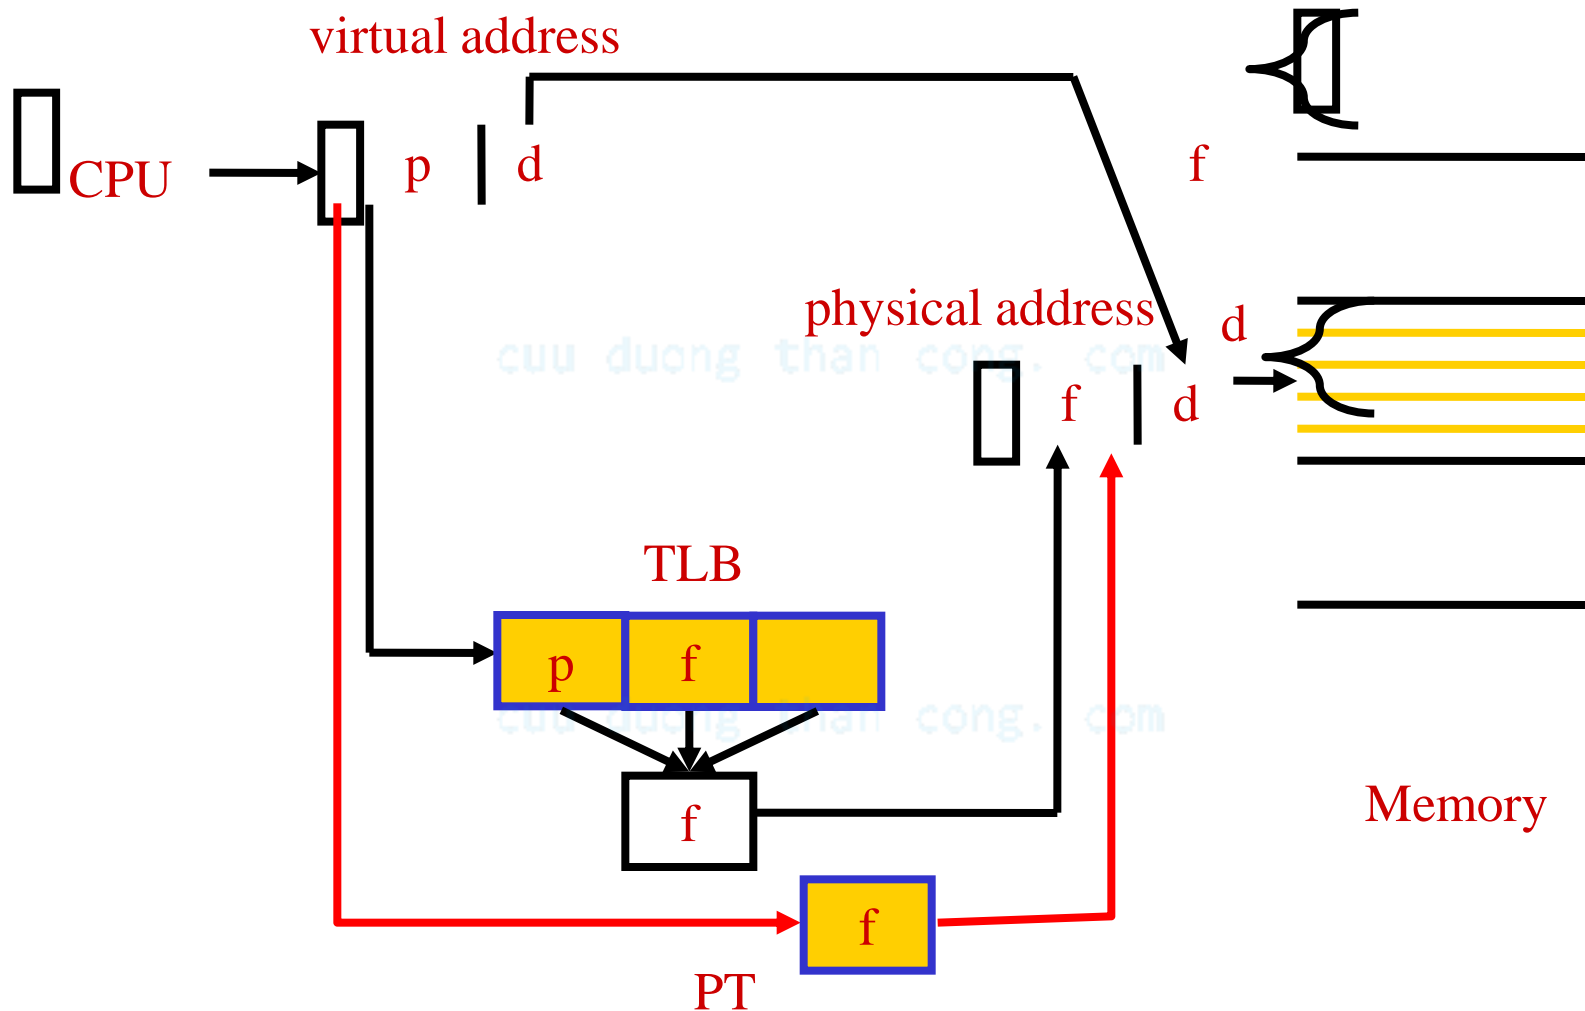 virtual address
CPU
p d
f
physical address
d
cuu duong than cong. com
f d
TLB
p f
cuu duong than cong. com
f
Memory
f
PT